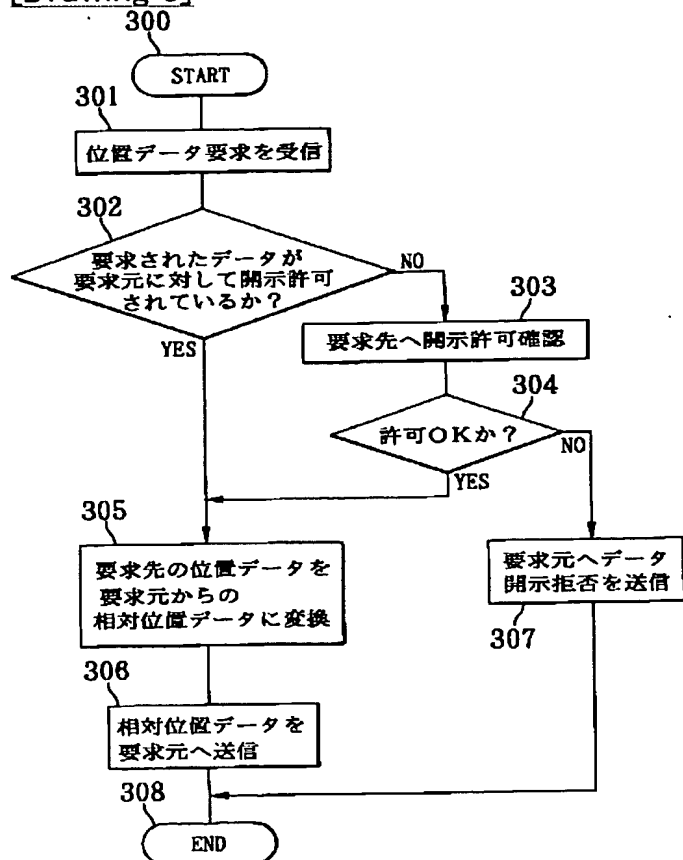 300
START
301
位置データ要求を受信
302
要求されたデータが
要求元に対して開示許可
されているか?
NO
YES
303
要求先へ開示許可確認
304
許可OKか?
NO
YES
305
要求先の位置データを
要求元からの
相対位置データに変換
要求元へデータ
開示拒否を送信
307
306
相対位置データを
要求元へ送信
308
END